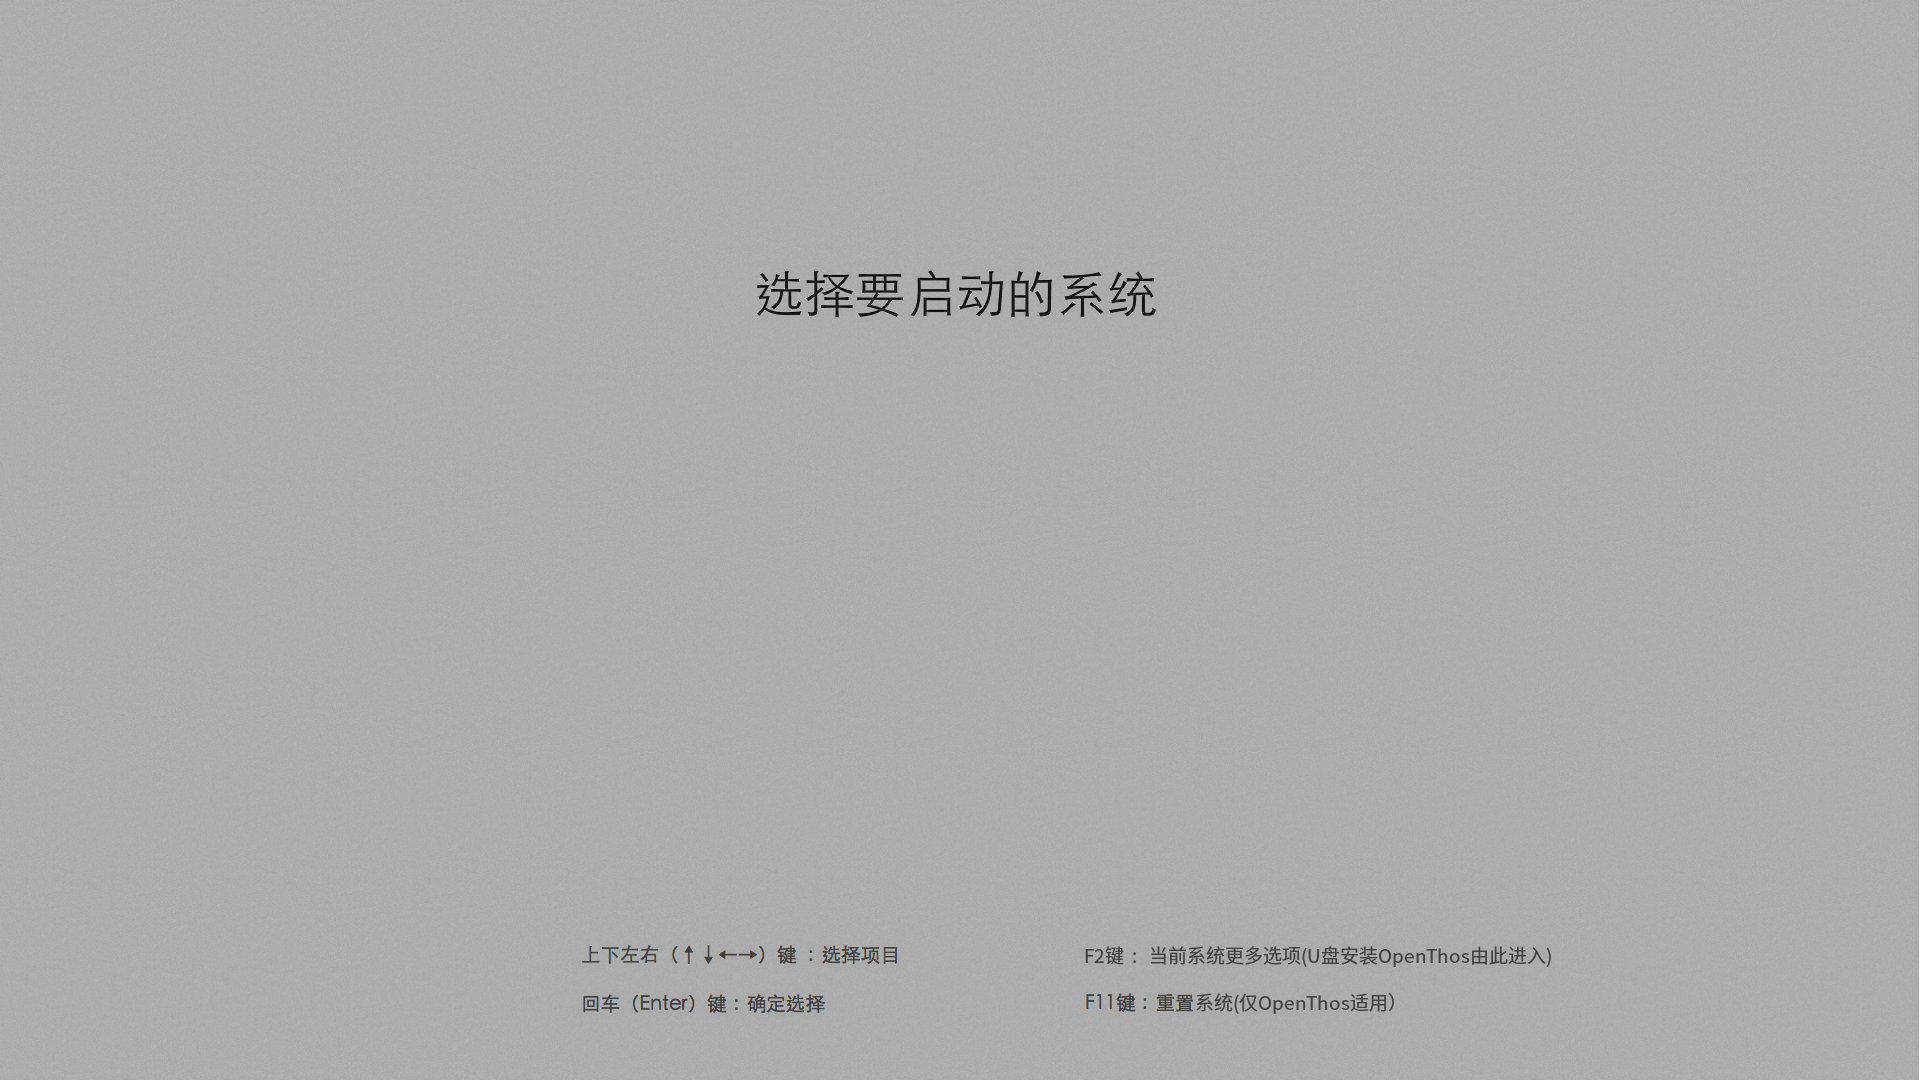 选择要启动的系统
上下左右（↑↓←→）键 ：选择项目
回车（Enter）键：确定选择
F2键 ： 当前系统更多选项(U盘安装OpenThos由此进入)
F11键：重置系统(仅OpenThos适用）